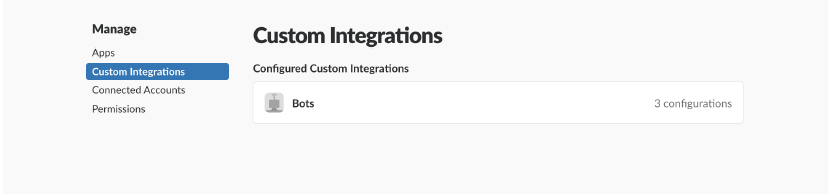 Manage
Apps
Custom Integrations
Connected Accounts
Permissions
Custom Integrations
Configured Custom Integrations
Bots 3 configurations